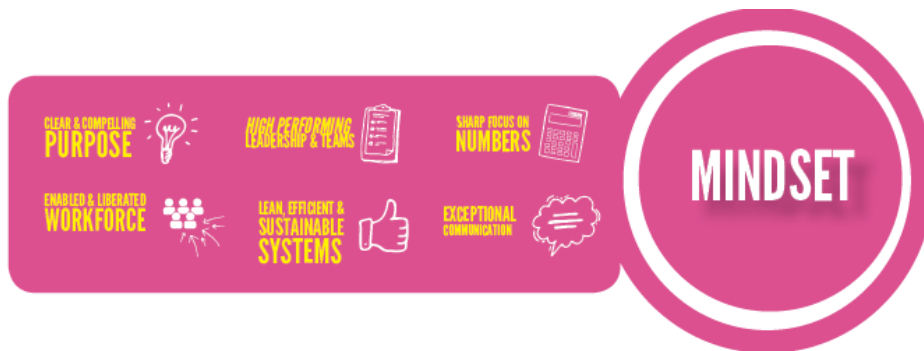 CLEAR & COMPELLING
PURPOSE
HIGH PERFORMING
LEADERSHIP & TEAMS
SHARP FOCUS ON
NUMBERS
ENABLED & LIBERATED
WORKFORCE
LEAN, EFFICIENT &
SUSTAINABLE
SYSTEMS
EXCEPTIONAL
COMMUNICATION
MINDSET